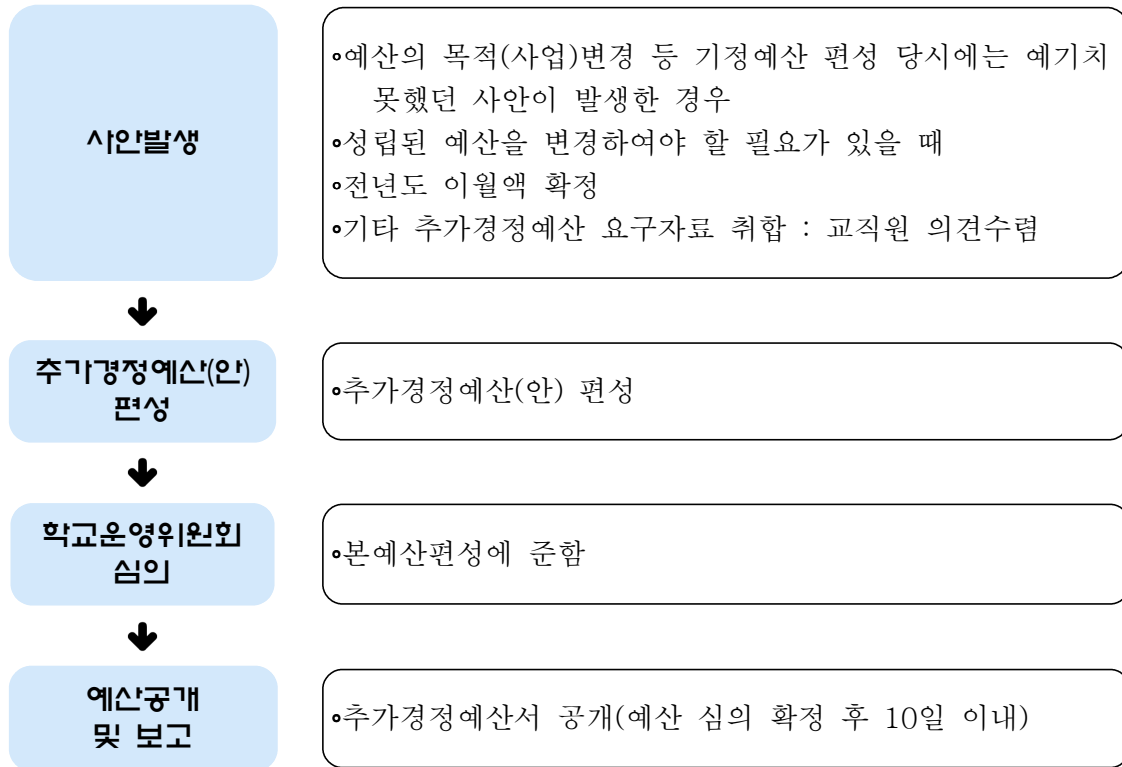 사안발생
∘예산의 목적(사업)변경 등 기정예산 편성 당시에는 예기치
못했던 사안이 발생한 경우
∘성립된 예산을 변경하여야 할 필요가 있을 때
∘전년도 이월액 확정
∘기타 추가경정예산 요구자료 취합 : 교직원 의견수렴
추가경정예산(안)
편성
∘추가경정예산(안) 편성
학교운영위원회
심의
∘본예산편성에 준함
예산공개
및 보고
∘추가경정예산서 공개(예산 심의 확정 후 10일 이내)